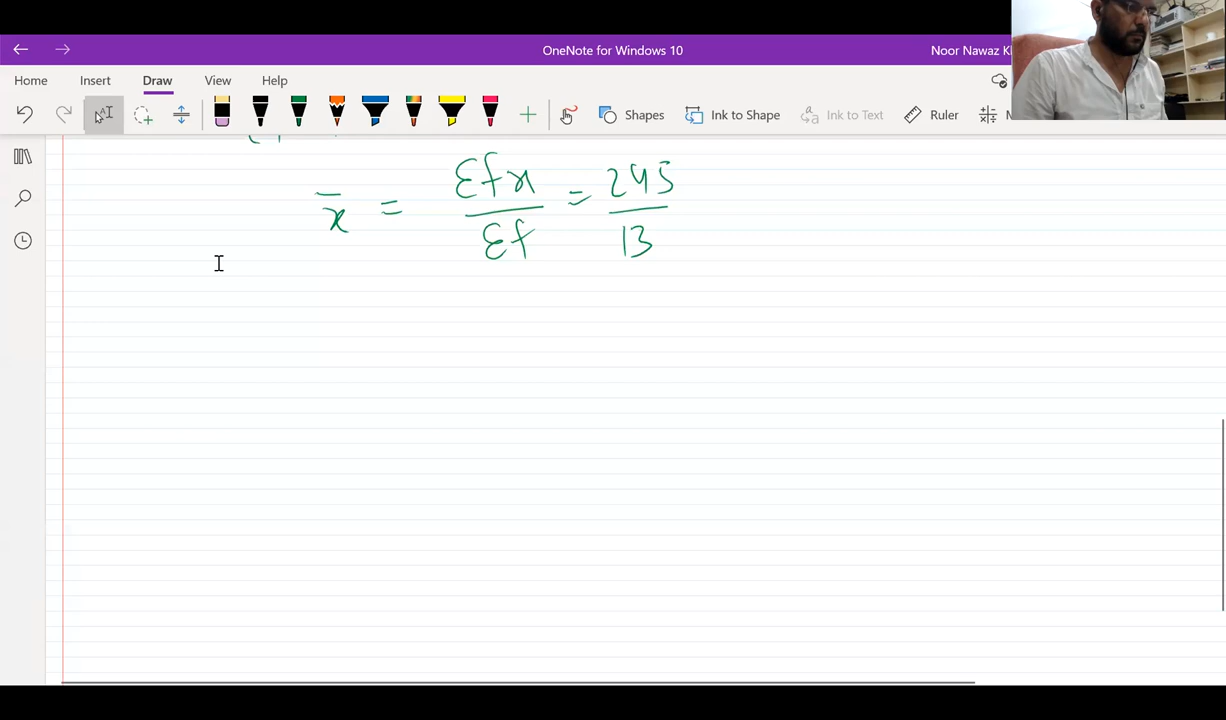 OneNote for Windows 10
Noor Nawaz K
Home Insert Draw View Help
Shapes Ink to Shape Ink to Text Ruler
x̄ = Σfx / Σf = 245 / 13